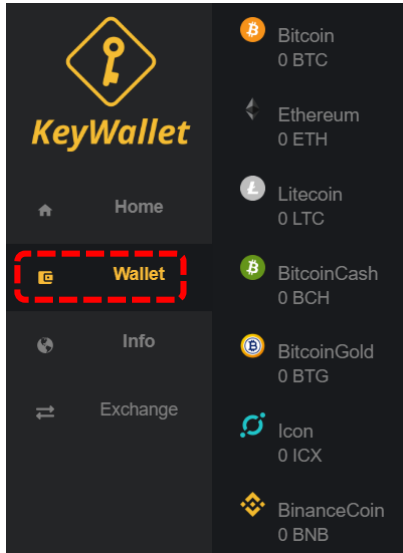 KeyWallet
Home
Wallet
Info
Exchange
Bitcoin
0 BTC
Ethereum
0 ETH
Litecoin
0 LTC
BitcoinCash
0 BCH
BitcoinGold
0 BTG
Icon
0 ICX
BinanceCoin
0 BNB